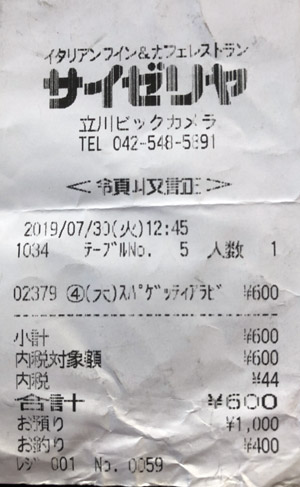 イタリアンワイン&カフェレストラン
サイゼリヤ
立川ビックカメラ
TEL 042-548-5891
<領収証>
2019/07/30(火)12:45
1034 テーブルNo. 5 人数 1
02379 ④(大)スパゲッティアラビ ¥600
小計 ¥600
内税対象額 ¥600
内税 ¥44
合計 ¥600
お預り ¥1,000
お釣り ¥400
レジ 001 No. 0059